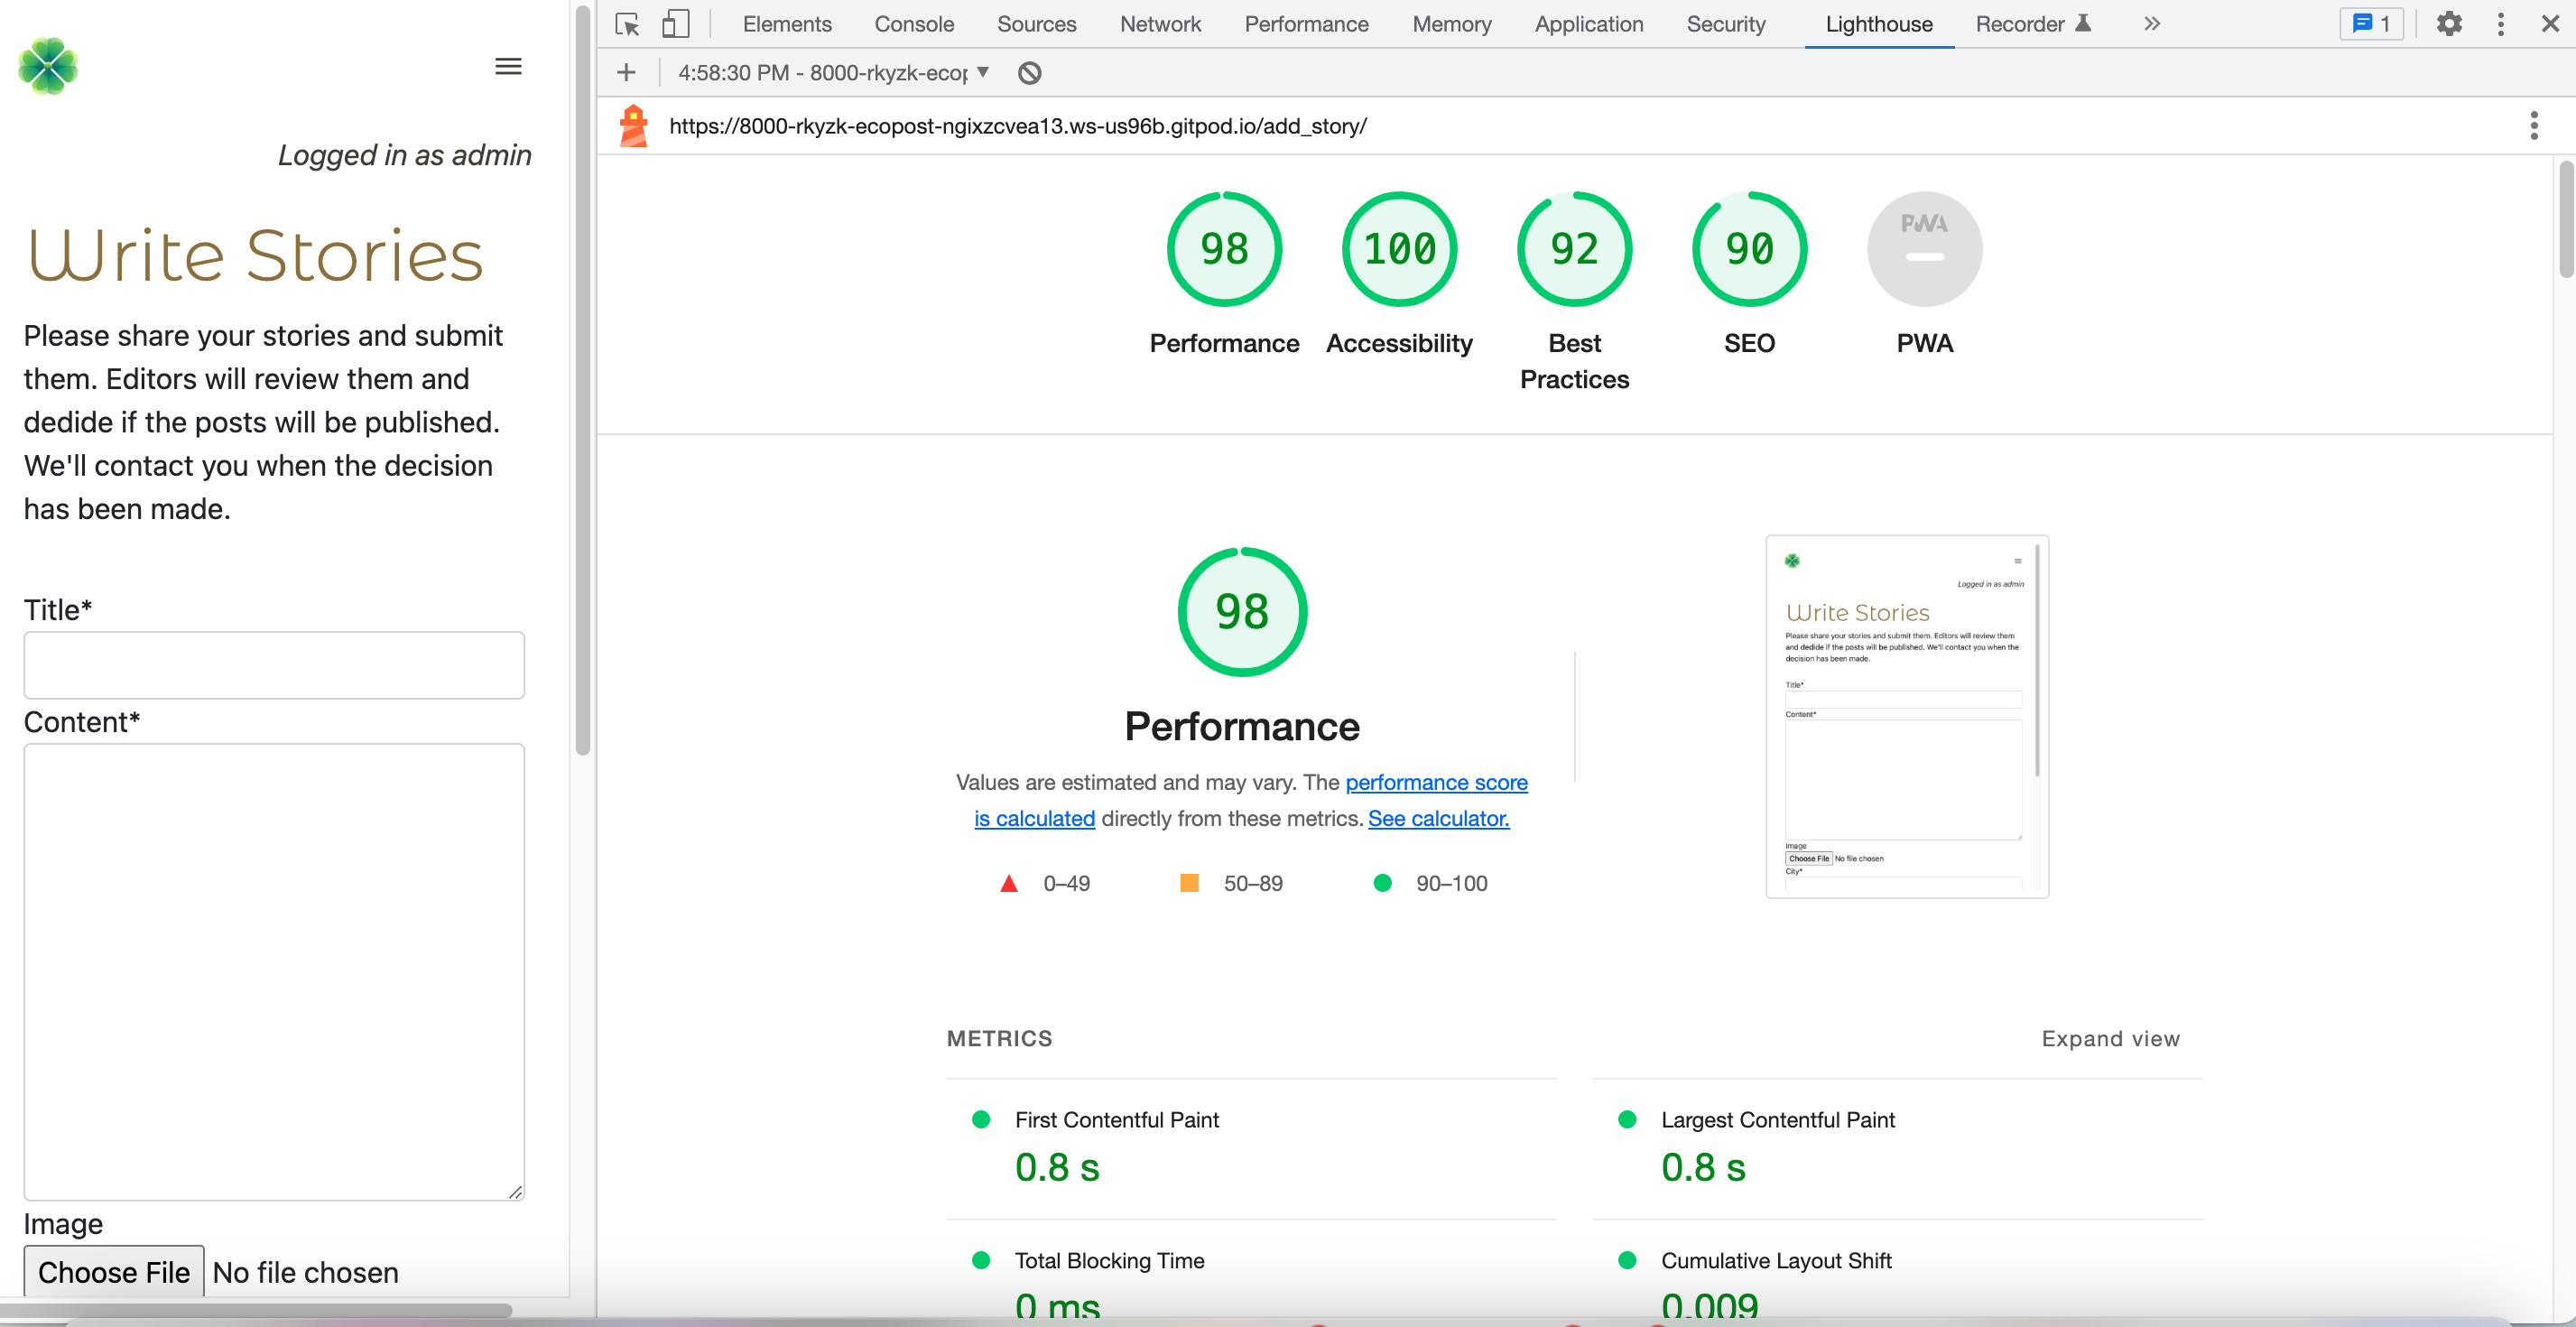 Logged in as admin
Write Stories
Please share your stories and submit
them. Editors will review them and
dedide if the posts will be published.
We'll contact you when the decision
has been made.
Title*
Content*
Image
Choose File No file chosen
Elements Console Sources Network Performance Memory Application Security Lighthouse Recorder 1
4:58:30 PM - 8000-rkyzk-ecop
https://8000-rkyzk-ecopost-ngixzcvea13.ws-us96b.gitpod.io/add_story/
98 100 92 90 PWA
Performance Accessibility Best Practices SEO PWA
98
Performance
Values are estimated and may vary. The performance score
is calculated directly from these metrics. See calculator.
0–49 50–89 90–100
Logged in as admin
Write Stories
Please share your stories and submit them. Editors will review them
and dedide if the posts will be published. We'll contact you when the
decision has been made.
Title*
Content*
Image
Choose File No file chosen
City*
METRICS Expand view
First Contentful Paint
0.8 s
Largest Contentful Paint
0.8 s
Total Blocking Time
0 ms
Cumulative Layout Shift
0.009